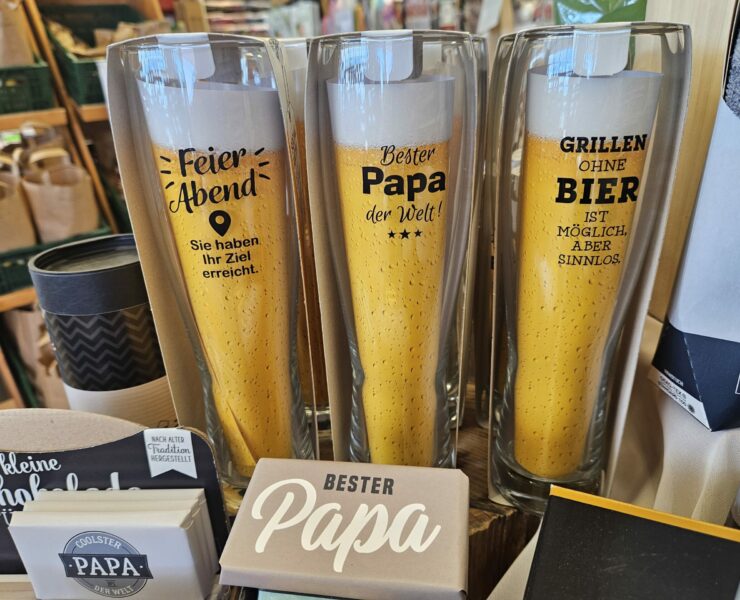 Feier
Abend
Sie haben
Ihr Ziel
erreicht.
Bester
Papa
der Welt!
GRILLEN
OHNE
BIER
IST
MÖGLICH,
ABER
SINNLOS.
NACH ALTER
Tradition
HERGESTELLT
kleine
COOLSTER
PAPA
DER WELT
BESTER
Papa